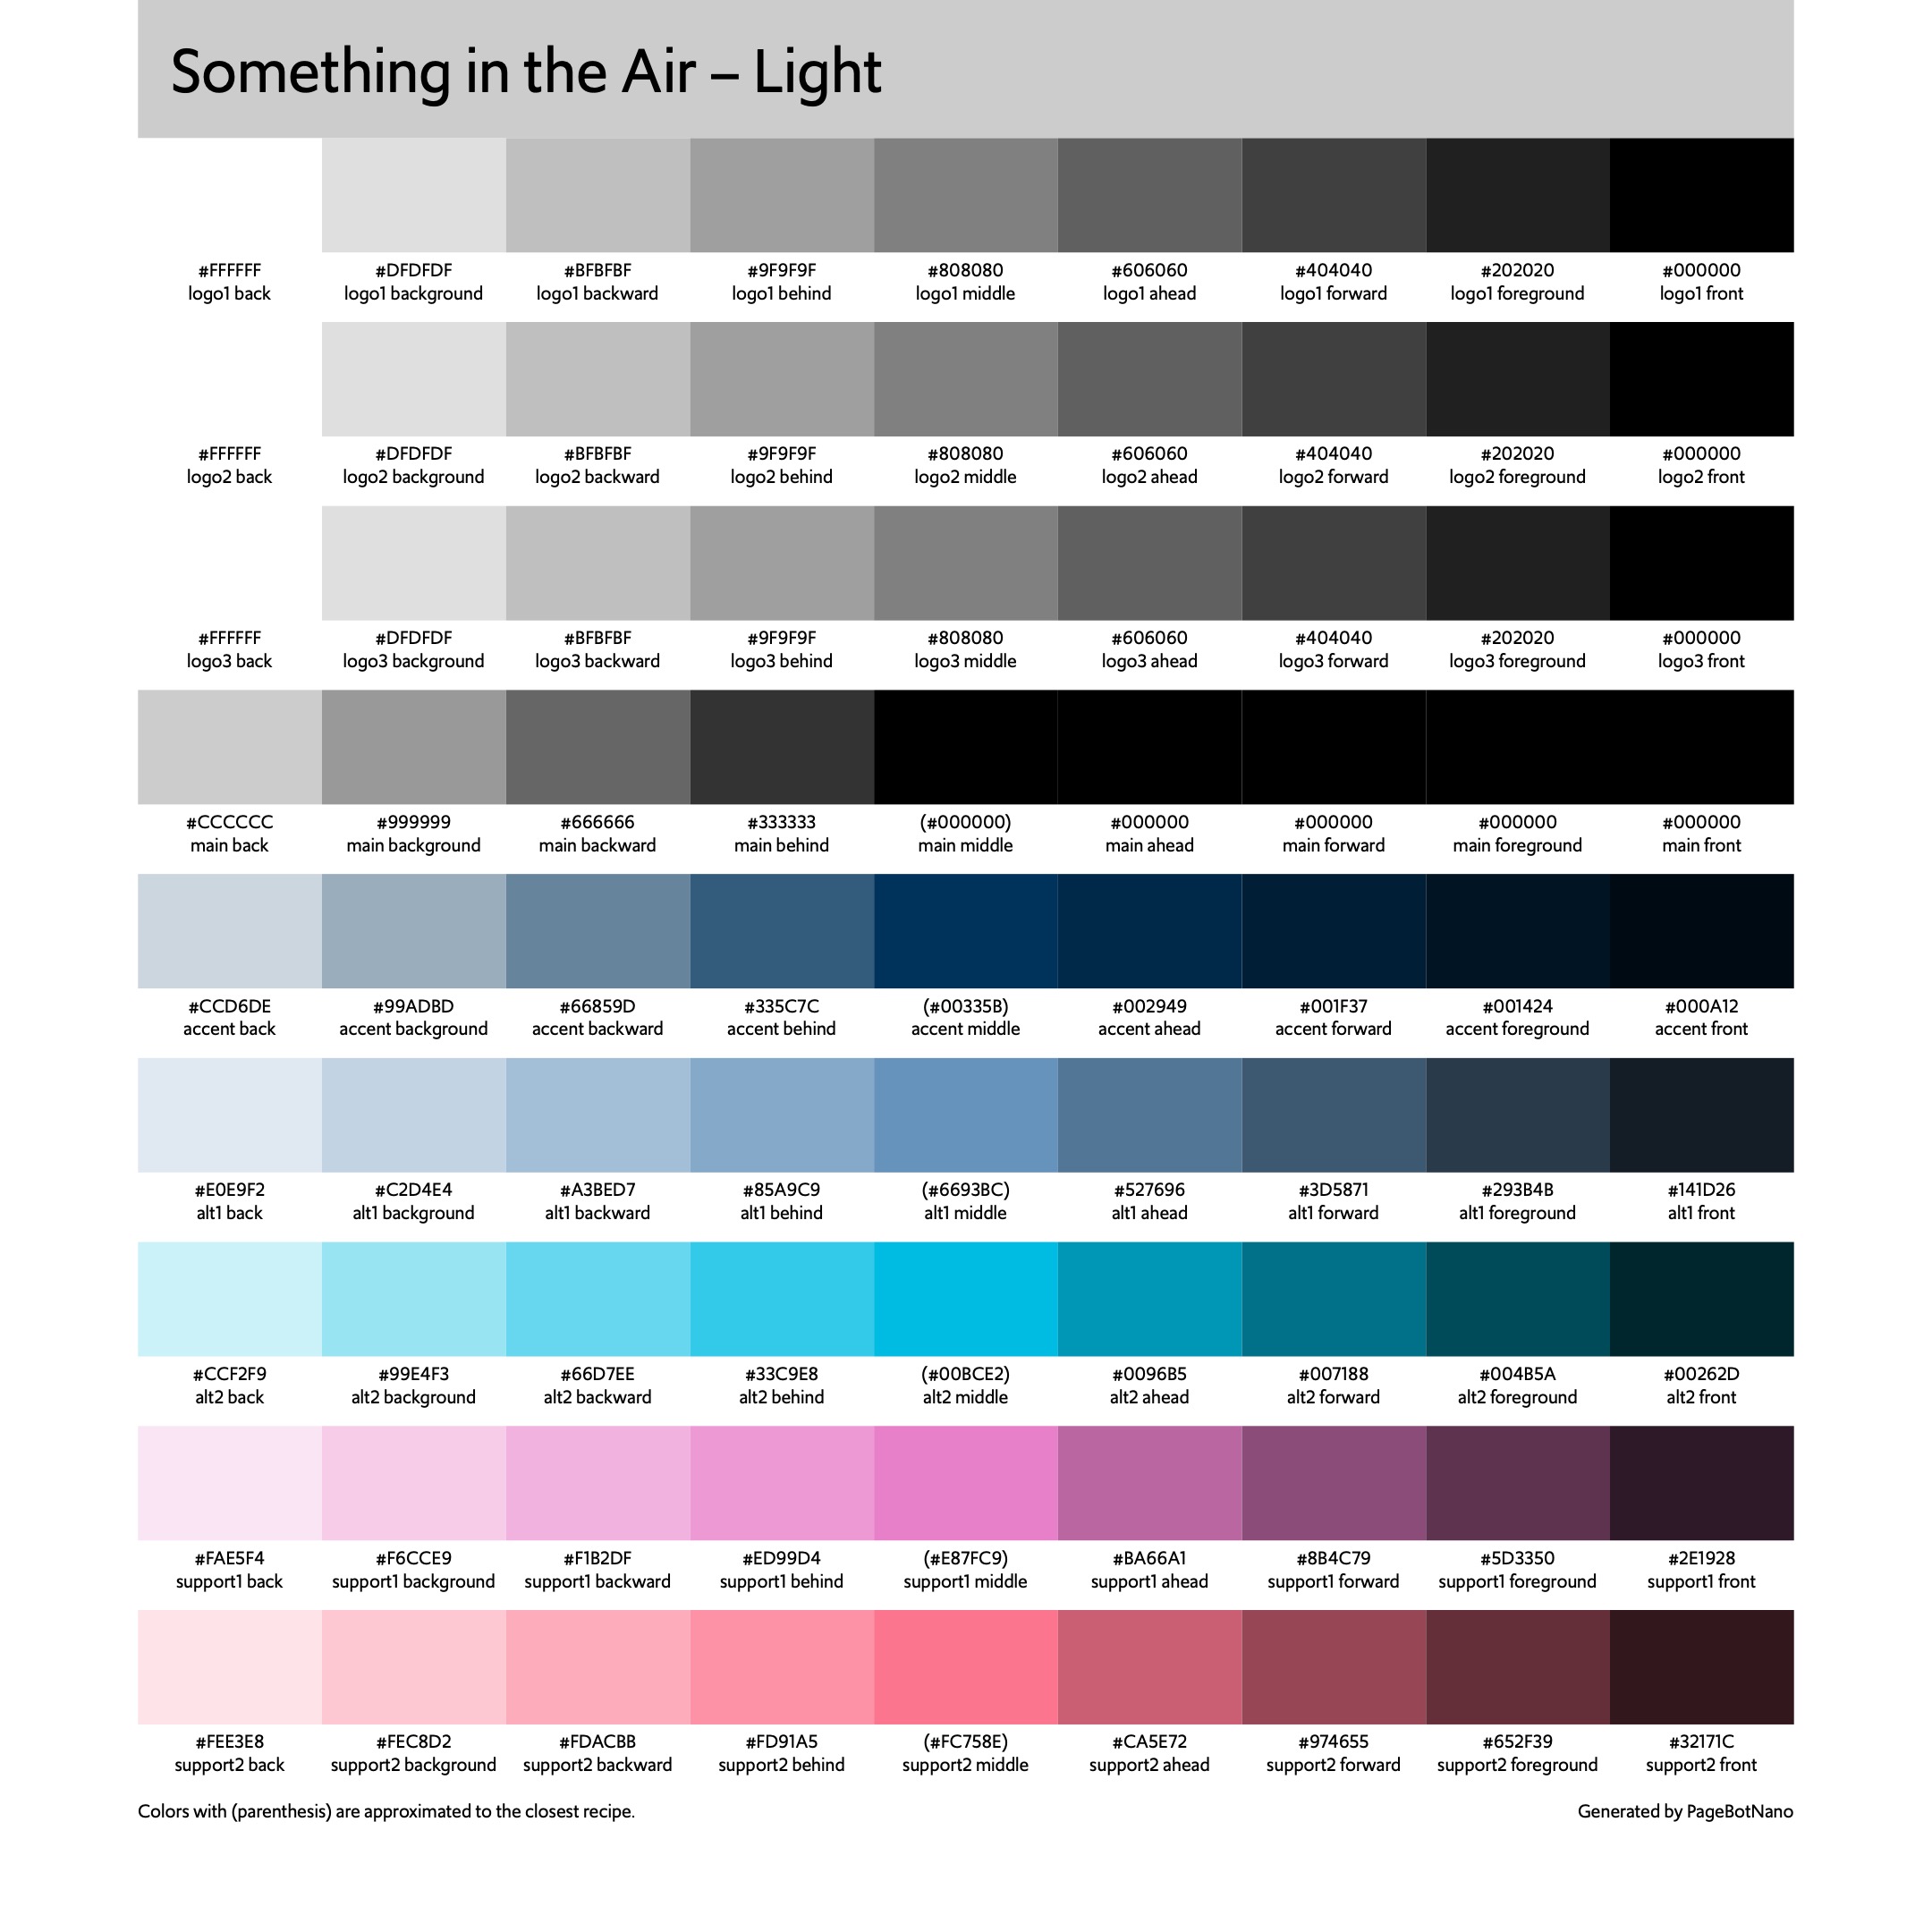 Something in the Air – Light
#FFFFFF #DFDFDF #BFBFBF #9F9F9F #808080 #606060 #404040 #202020 #000000
logo1 back logo1 background logo1 backward logo1 behind logo1 middle logo1 ahead logo1 forward logo1 foreground logo1 front
#FFFFFF #DFDFDF #BFBFBF #9F9F9F #808080 #606060 #404040 #202020 #000000
logo2 back logo2 background logo2 backward logo2 behind logo2 middle logo2 ahead logo2 forward logo2 foreground logo2 front
#FFFFFF #DFDFDF #BFBFBF #9F9F9F #808080 #606060 #404040 #202020 #000000
logo3 back logo3 background logo3 backward logo3 behind logo3 middle logo3 ahead logo3 forward logo3 foreground logo3 front
#CCCCCC #999999 #666666 #333333 (#000000) #000000 #000000 #000000 #000000
main back main background main backward main behind main middle main ahead main forward main foreground main front
#CCD6DE #99ADBD #66859D #335C7C (#00335B) #002949 #001F37 #001424 #000A12
accent back accent background accent backward accent behind accent middle accent ahead accent forward accent foreground accent front
#E0E9F2 #C2D4E4 #A3BED7 #85A9C9 (#6693BC) #527696 #3D5871 #293B4B #141D26
alt1 back alt1 background alt1 backward alt1 behind alt1 middle alt1 ahead alt1 forward alt1 foreground alt1 front
#CCF2F9 #99E4F3 #66D7EE #33C9E8 (#00BCE2) #0096B5 #007188 #004B5A #00262D
alt2 back alt2 background alt2 backward alt2 behind alt2 middle alt2 ahead alt2 forward alt2 foreground alt2 front
#FAE5F4 #F6CCE9 #F1B2DF #ED99D4 (#E87FC9) #BA66A1 #8B4C79 #5D3350 #2E1928
support1 back support1 background support1 backward support1 behind support1 middle support1 ahead support1 forward support1 foreground support1 front
#FEE3E8 #FEC8D2 #FDACBB #FD91A5 (#FC758E) #CA5E72 #974655 #652F39 #32171C
support2 back support2 background support2 backward support2 behind support2 middle support2 ahead support2 forward support2 foreground support2 front
Colors with (parenthesis) are approximated to the closest recipe. Generated by PageBotNano